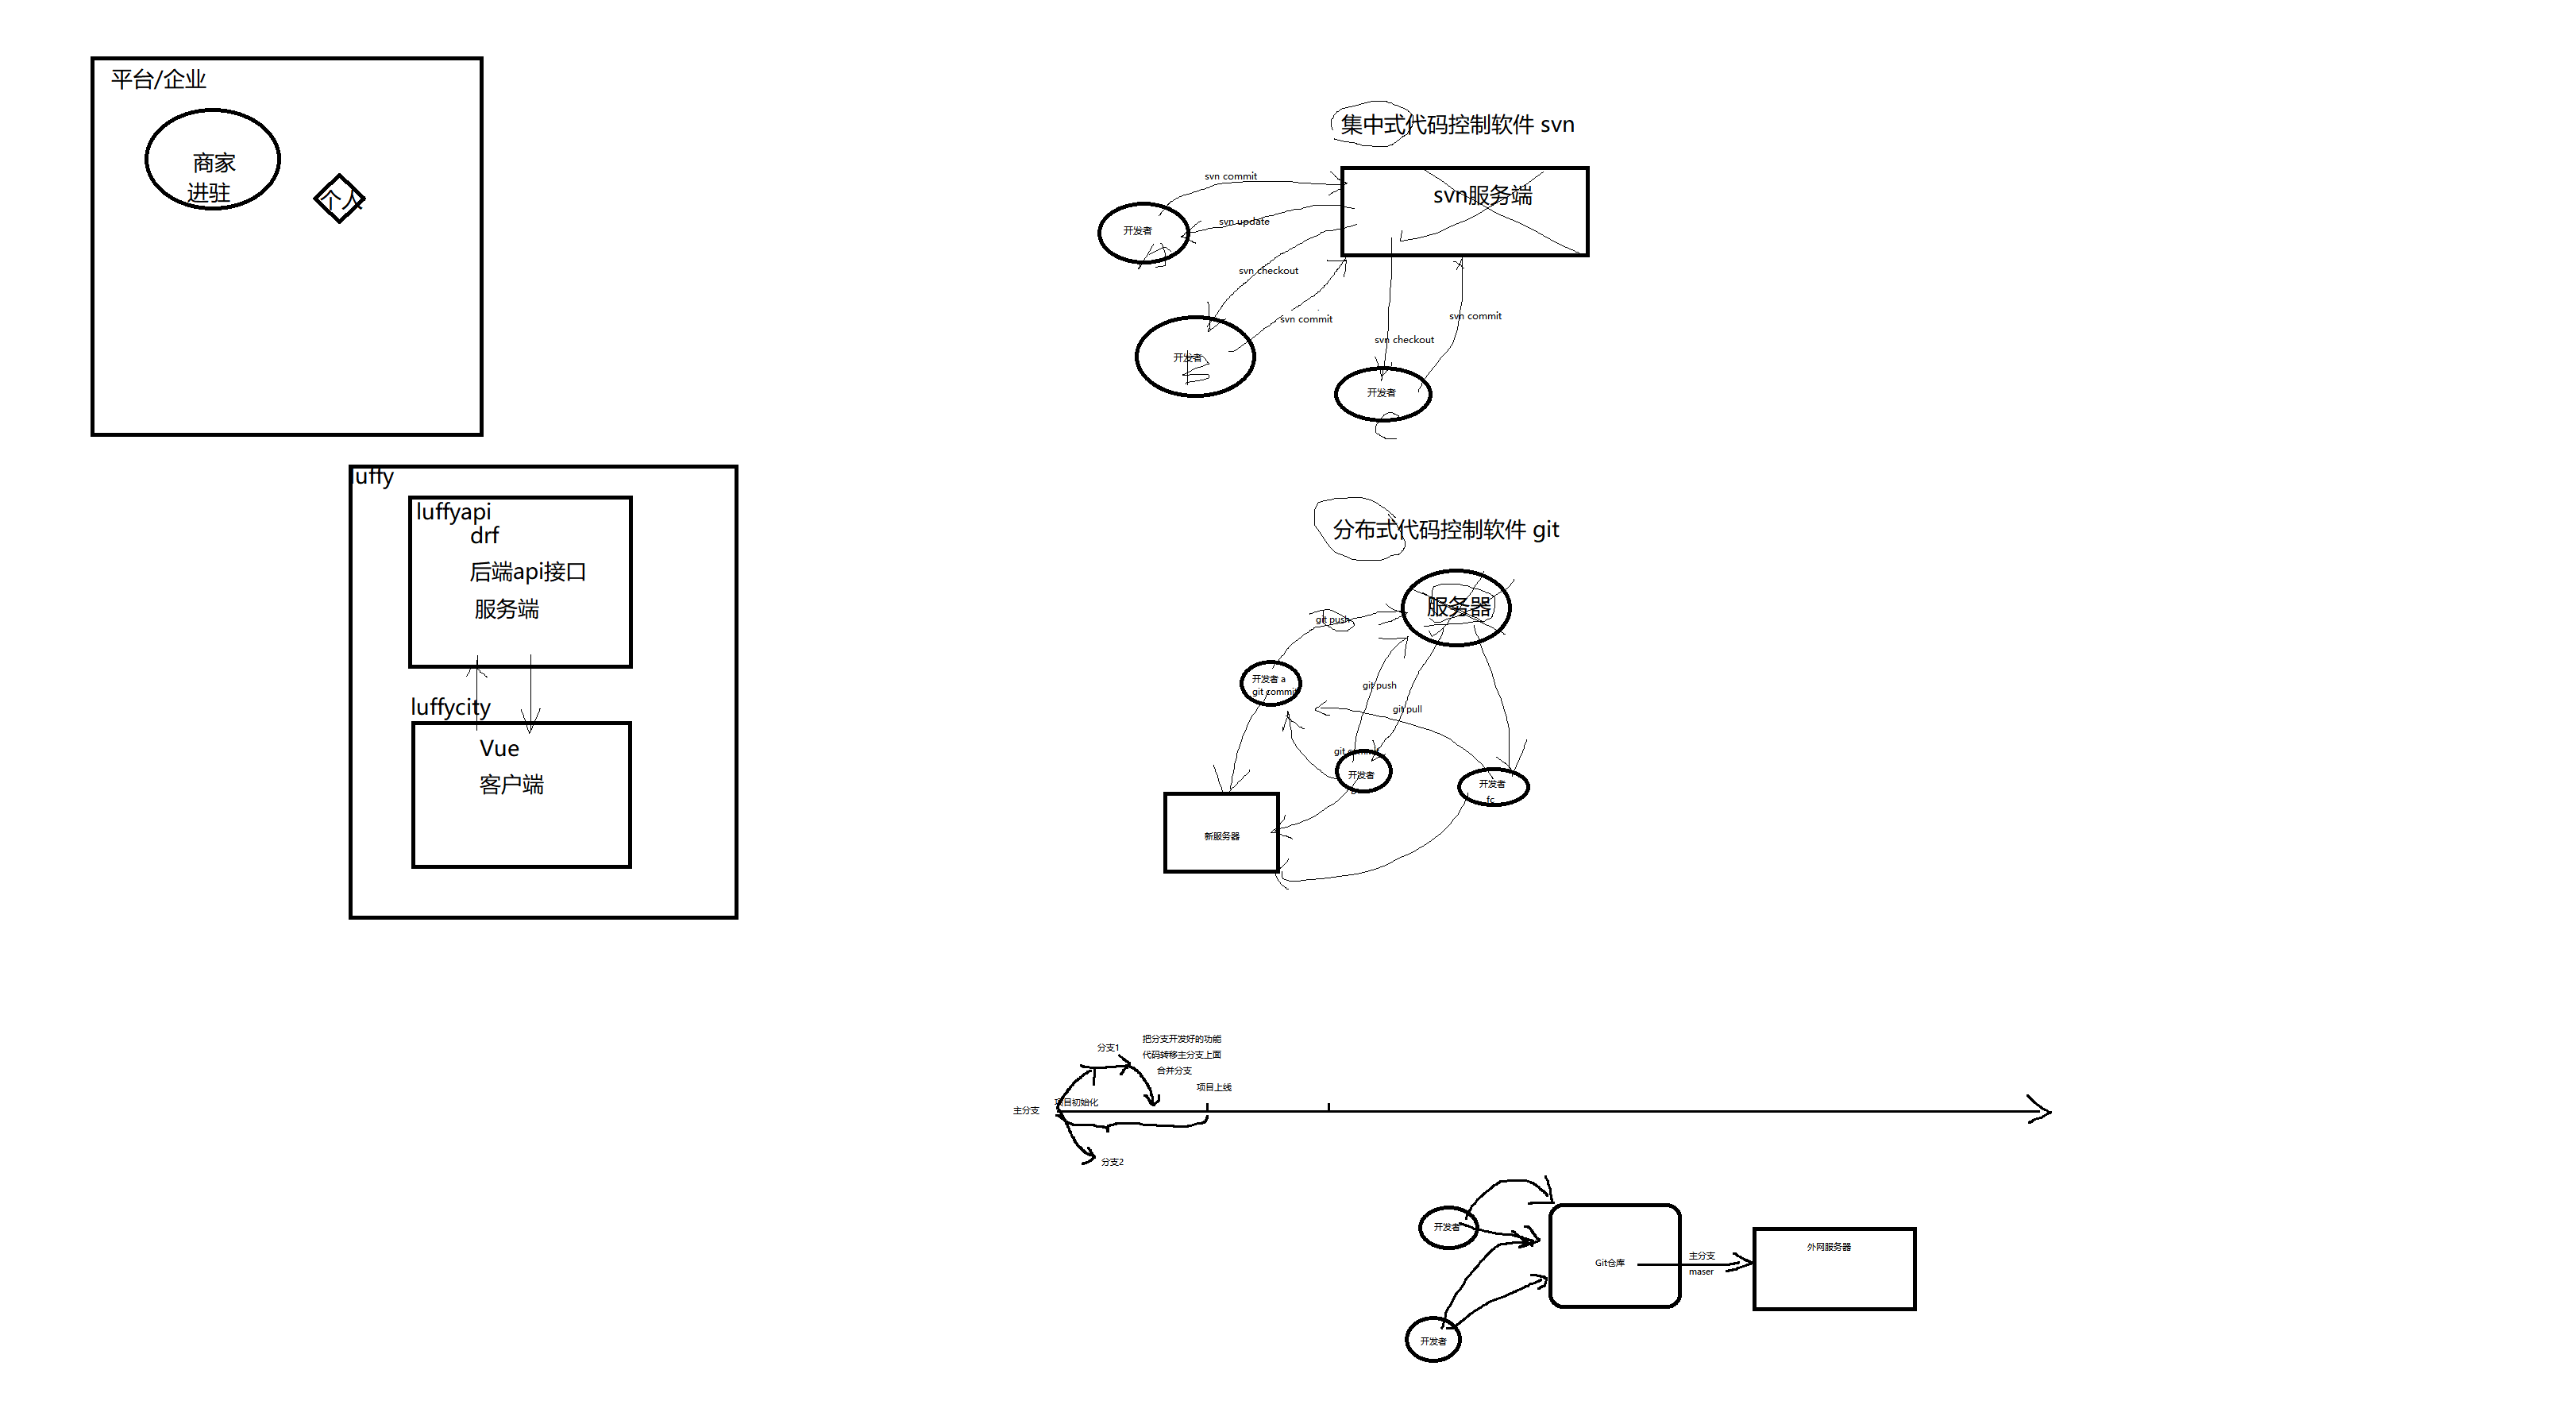 平台/企业
商家
进驻
个人
luffy
luffyapi
drf
后端api接口
服务端
luffycity
Vue
客户端
集中式代码控制软件 svn
svn服务端
svn commit
svn update
开发者
svn checkout
svn commit
开发者
svn commit
svn checkout
开发者
分布式代码控制软件 git
服务器
git push
开发者 a
git commit
git push
git pull
开发者
开发者
fc
新服务器
分支1
把分支开发好的功能
代码转移主分支上面
合并分支
项目上线
项目初始化
主分支
分支2
开发者
Git仓库
主分支
maser
外网服务器
开发者